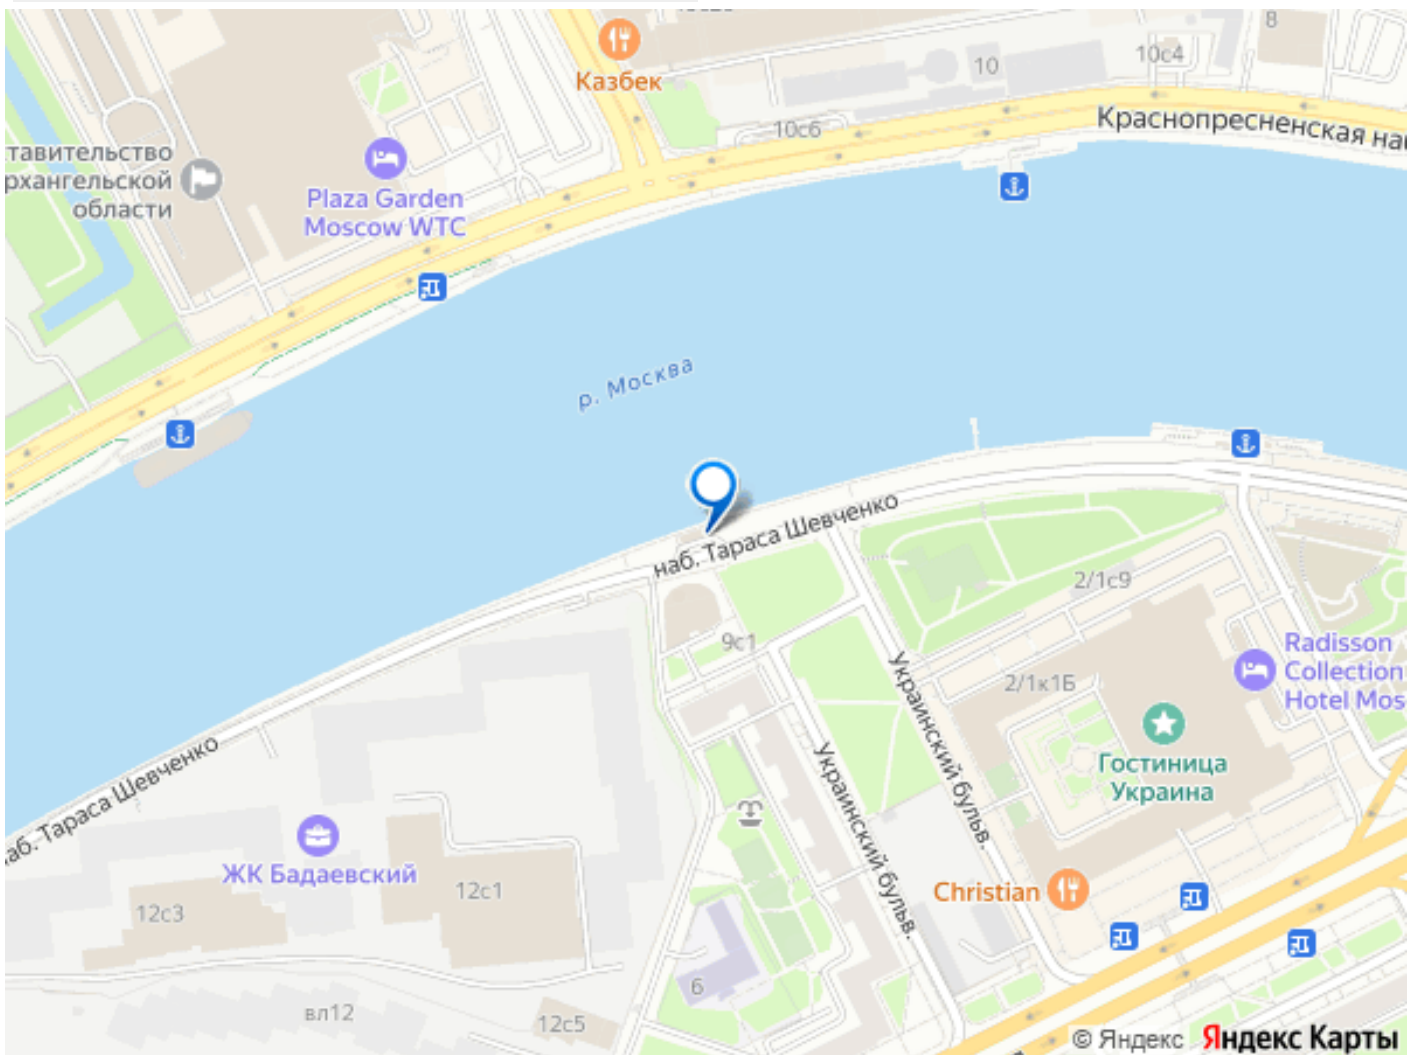 8
Казбек
10с4
10
10с6
Краснопресненская наб
тавительство
рхангельской
области
Plaza Garden
Moscow WTC
р. Москва
наб. Тараса Шевченко
2/1с9
9с1
Radisson
Collection
Hotel Mos
2/1к1Б
Украинский бульв.
Гостиница
Украина
Украинский бульв.
аб. Тараса Шевченко
ЖК Бадаевский
12с1
Christian
12с3
6
вл12
12с5
© Яндекс Яндекс Карты